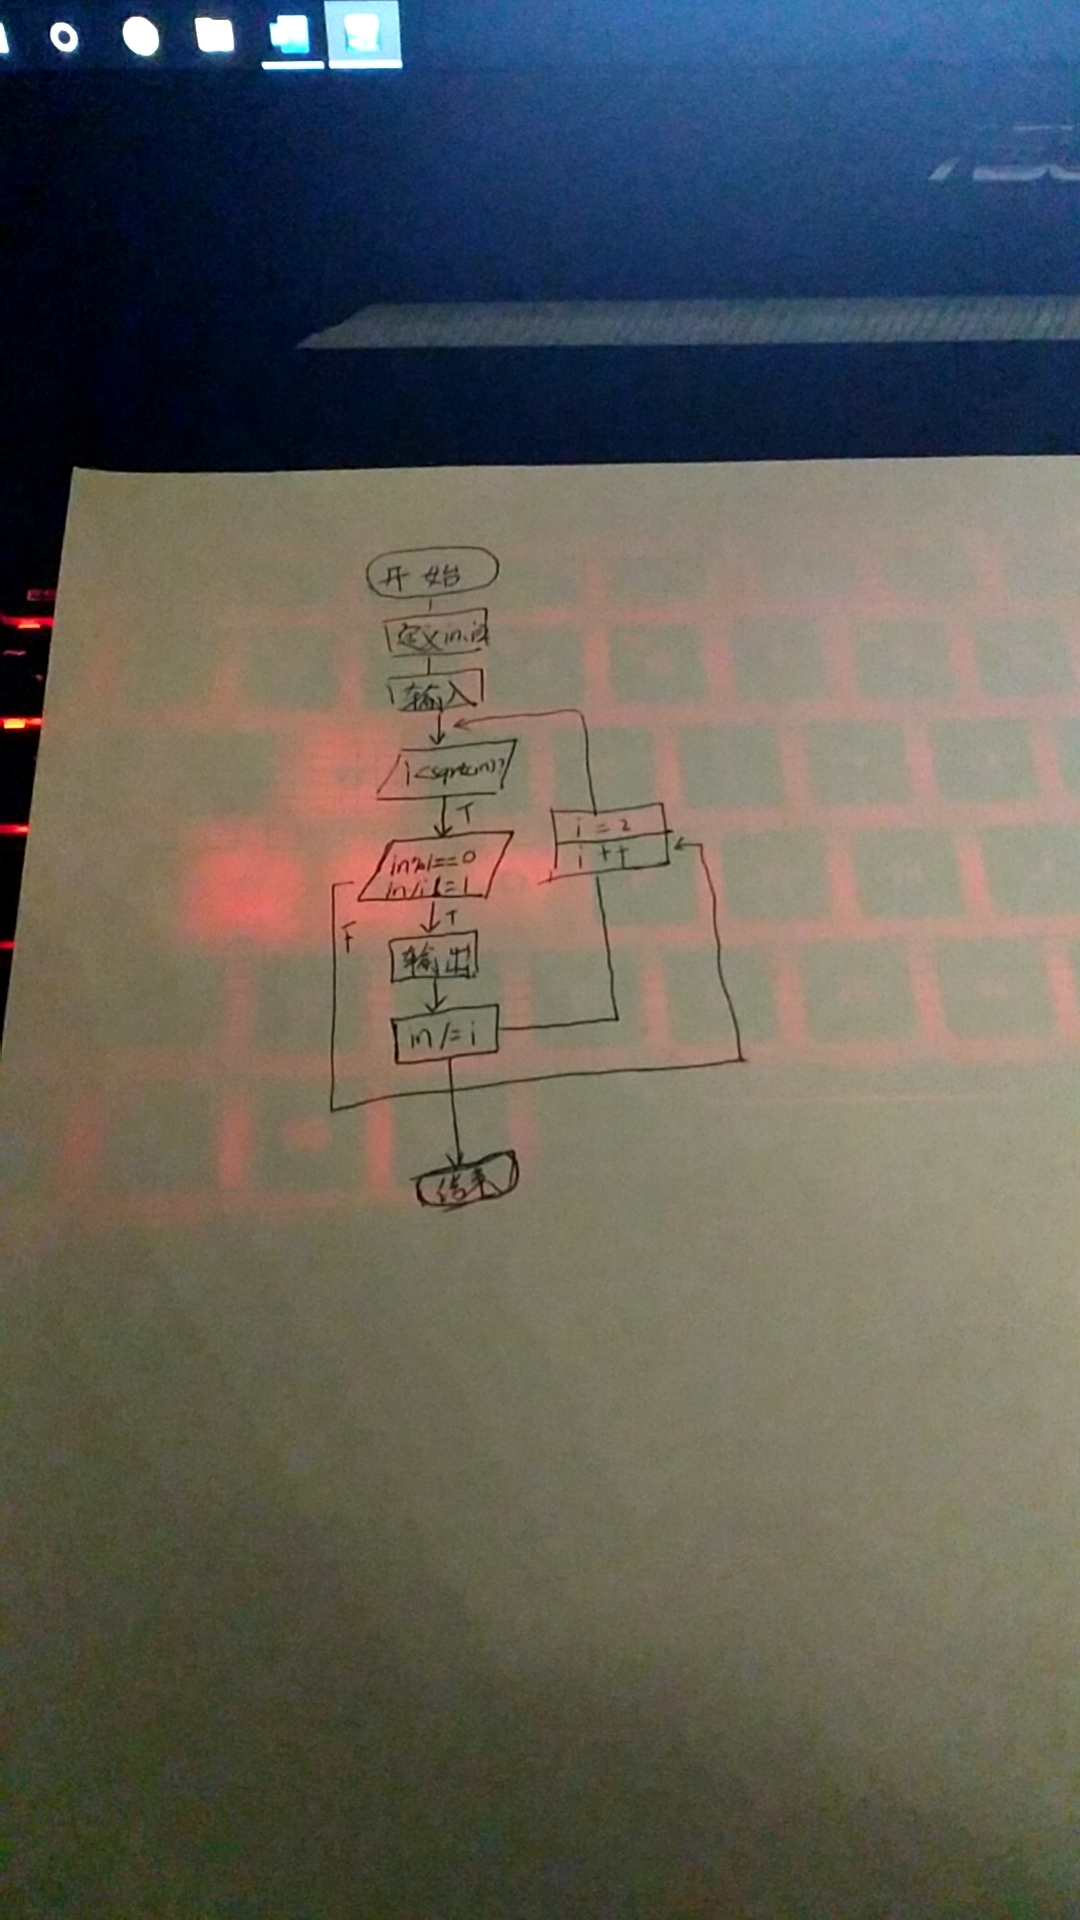 开始
定义in,i
输入
i<sqrt(in)?
T
i=2
i++
in%i==0
in/i!=1
T
F
输出
in/=i
结束